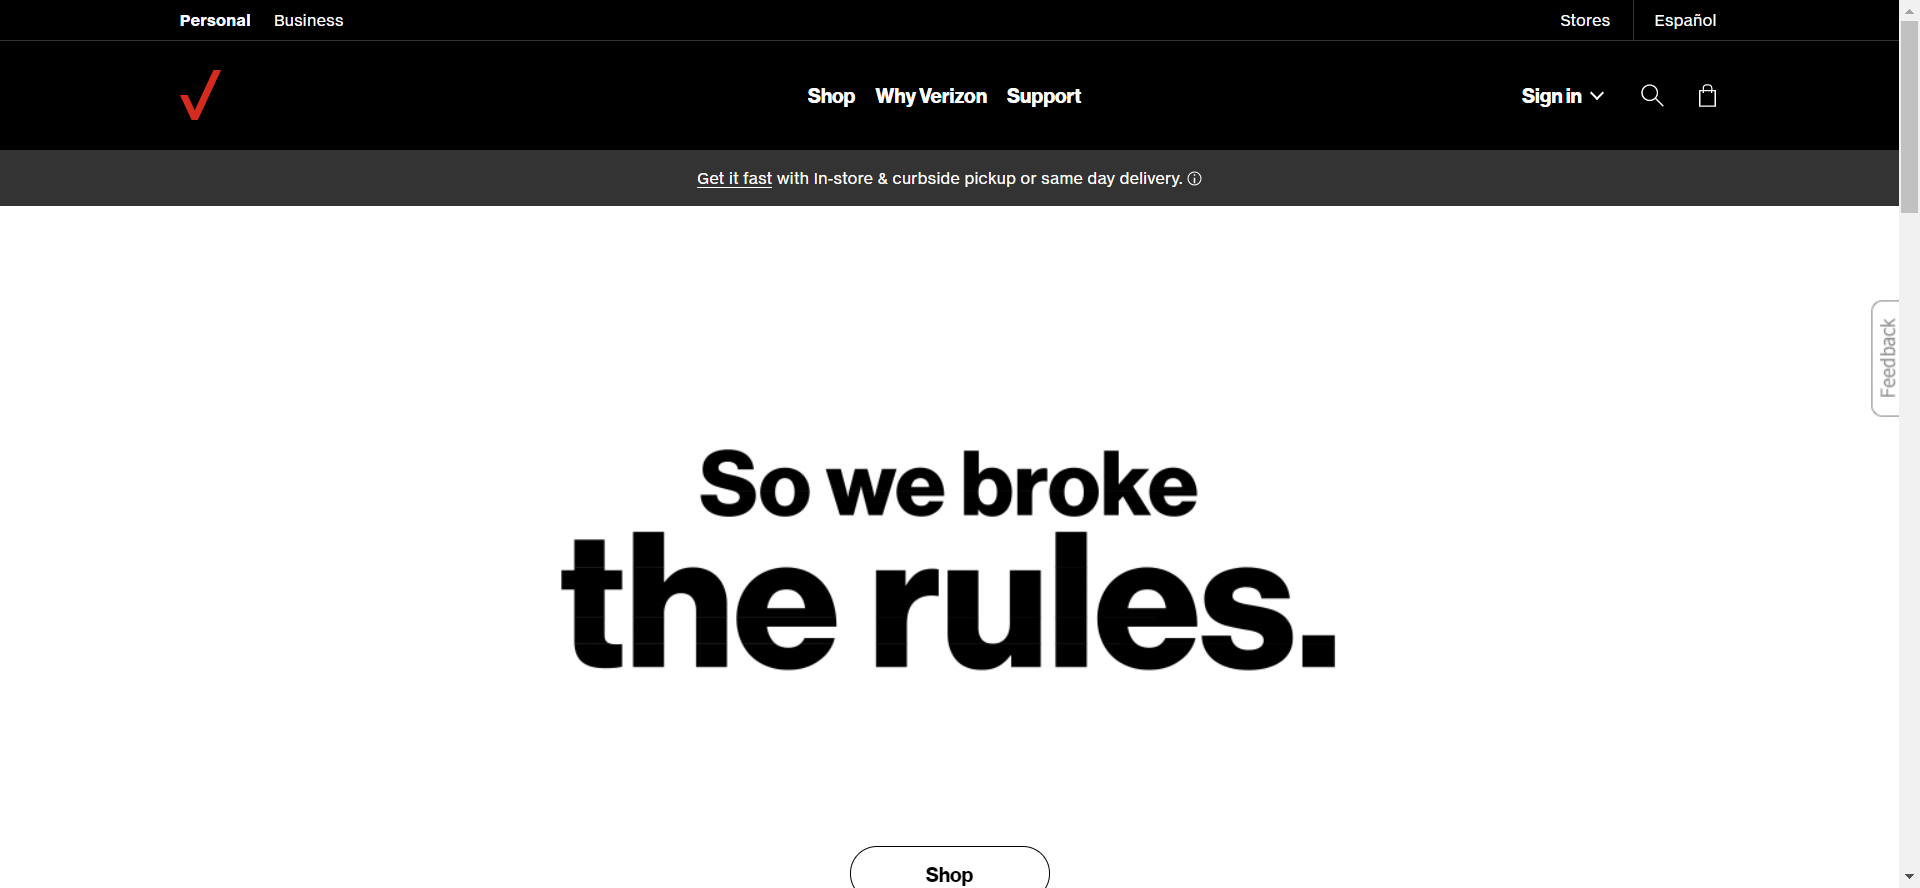 Personal Business Stores Español
Shop Why Verizon Support Sign in
Get it fast with In-store & curbside pickup or same day delivery.
Feedback
So we broke
the rules.
Shop